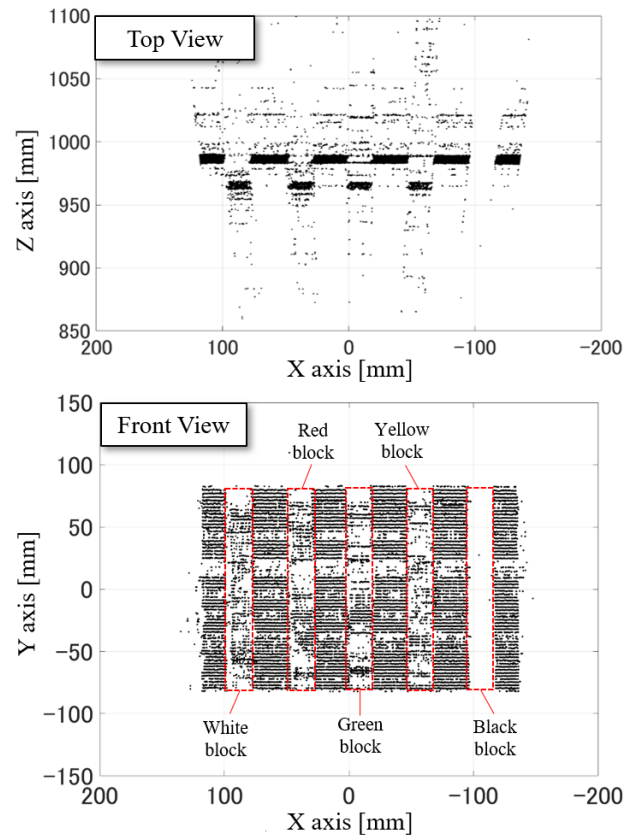 Top View
1100
1050
1000
950
900
850
Z axis [mm]
200
100
0
-100
-200
X axis [mm]
Front View
Red
block
Yellow
block
150
100
50
0
-50
-100
-150
Y axis [mm]
White
block
Green
block
Black
block
200
100
0
-100
-200
X axis [mm]